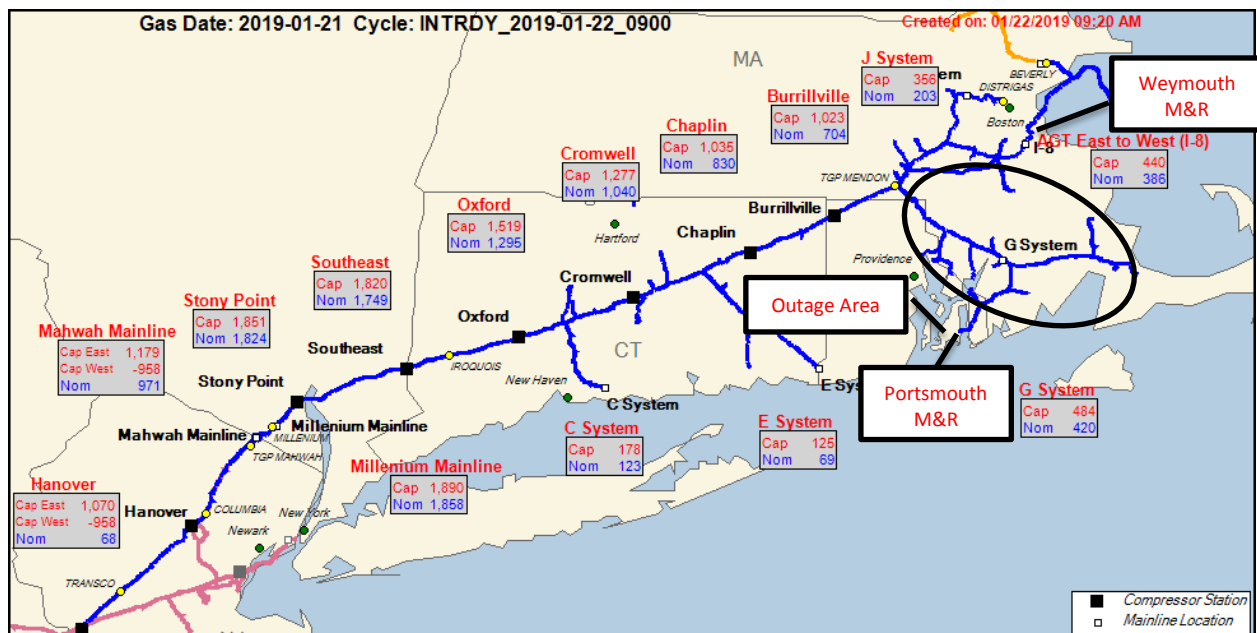 Gas Date: 2019-01-21 Cycle: INTRDY_2019-01-22_0900
Created on: 01/22/2019 09:20 AM
MA
J System
Cap 356
Nom 203
em
DISTRIGAS
BEVERLY
Boston
Weymouth
M&R
I-8
AGT East to West (I-8)
Cap 440
Nom 386
Burrillville
Cap 1,023
Nom 704
Chaplin
Cap 1,035
Nom 830
Cromwell
Cap 1,277
Nom 1,040
TGP MENDON
Oxford
Cap 1,519
Nom 1,295
Hartford
Burrillville
Chaplin
Providence
G System
Southeast
Cap 1,820
Nom 1,749
Cromwell
Outage Area
Stony Point
Cap 1,851
Nom 1,824
Oxford
Mahwah Mainline
Cap East 1,179
Cap West -958
Nom 971
Southeast
IROQUOIS
CT
New Haven
E Sys
Portsmouth
M&R
G System
Cap 484
Nom 420
Stony Point
C System
Millenium Mainline
MILLENIUM
Mahwah Mainline
TGP MAHWAH
C System
Cap 178
Nom 123
E System
Cap 125
Nom 69
Millenium Mainline
Cap 1,890
Nom 1,858
Hanover
Cap East 1,070
Cap West -958
Nom 68
Hanover
COLUMBIA
New York
Newark
TRANSCO
Compressor Station
Mainline Location